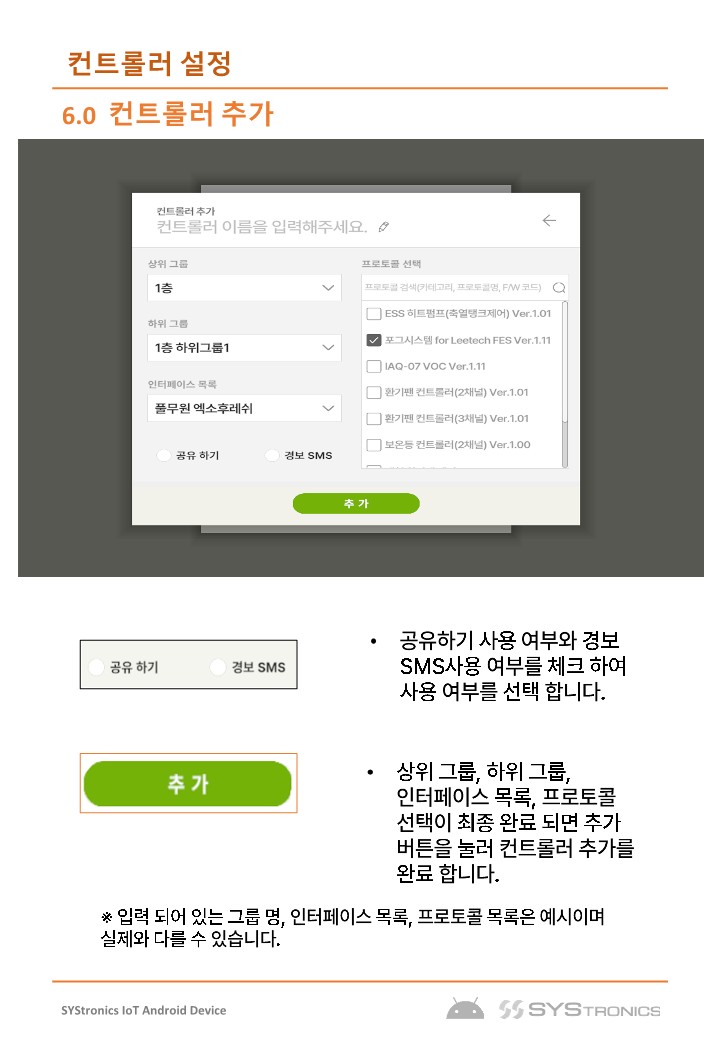 컨트롤러 설정
6.0 컨트롤러 추가
컨트롤러 추가
컨트롤러 이름을 입력해주세요.
상위 그룹
1층
하위 그룹
1층 하위그룹1
인터페이스 목록
풀무원 엑소후레쉬
공유 하기
경보 SMS
프로토콜 선택
프로토콜 검색(카테고리, 프로토콜명, F/W 코드)
ESS 히트펌프(축열탱크제어) Ver.1.01
포그시스템 for Leetech FES Ver.1.11
IAQ-07 VOC Ver.1.11
환기팬 컨트롤러(2채널) Ver.1.01
환기팬 컨트롤러(3채널) Ver.1.01
보온등 컨트롤러(2채널) Ver.1.00
추 가
공유 하기
경보 SMS
• 공유하기 사용 여부와 경보
SMS사용 여부를 체크 하여
사용 여부를 선택 합니다.
추 가
• 상위 그룹, 하위 그룹,
인터페이스 목록, 프로토콜
선택이 최종 완료 되면 추가
버튼을 눌러 컨트롤러 추가를
완료 합니다.
※ 입력 되어 있는 그룹 명, 인터페이스 목록, 프로토콜 목록은 예시이며
실제와 다를 수 있습니다.
SYStronics IoT Android Device
SYSTRONICS